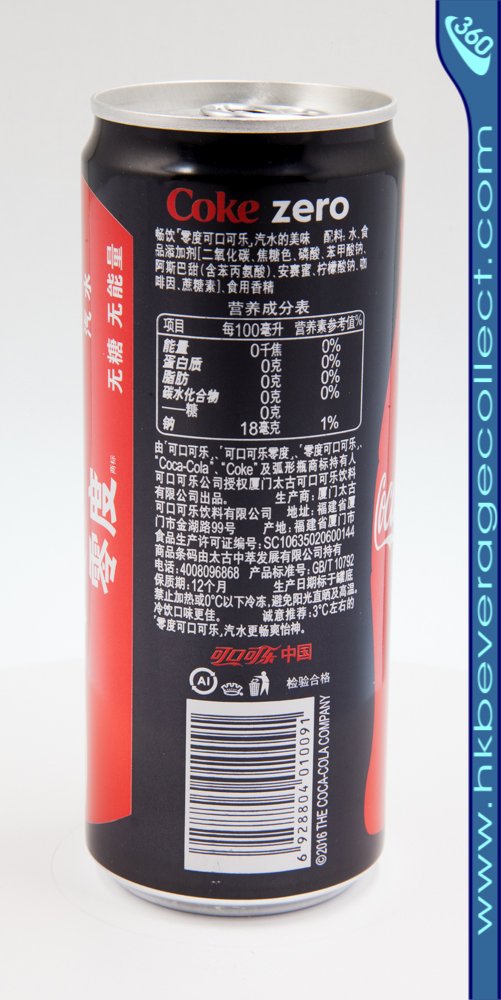 360
www.hkbeveragecollect.com
Coke zero
畅饮"零度可口可乐,汽水的美味 配料: 水.食
品添加剂[二氧化碳. 焦糖色. 磷酸. 苯甲酸钠.
阿斯巴甜(含苯丙氨酸). 安赛蜜. 柠檬酸钠. 咖
啡因. 蔗糖素]. 食用香精
营养成分表
项目 每100毫升 营养素参考值%
能量 0千焦 0%
蛋白质 0克 0%
脂肪 0克 0%
碳水化合物 0克 0%
——糖 0克
钠 18毫克 1%
由"可口可乐"、"可口可乐零度"、"零度可口可乐"、
"Coca-Cola"、"Coke"及弧形瓶商标持有人
可口可乐公司授权厦门太古可口可乐饮料
有限公司出品。 生产商: 厦门太古
可口可乐饮料有限公司 地址: 福建省厦
门市金湖路99号 产地: 福建省厦门市
食品生产许可证编号: SC10635020600144
商品条码由太古中萃发展有限公司持有
电话: 4008096868 产品标准号: GB/T10792
保质期: 12个月 生产日期标于罐底
禁止加热或0°C以下冷冻, 避免阳光直晒及高温。
冷饮口味更佳。 诚意推荐: 3°C左右的
"零度可口可乐,汽水更畅爽怡神。
可口可乐 中国
AI
检验合格
6 928804 010091
©2016 THE COCA-COLA COMPANY
汽水
无糖 无能量
零度
商标